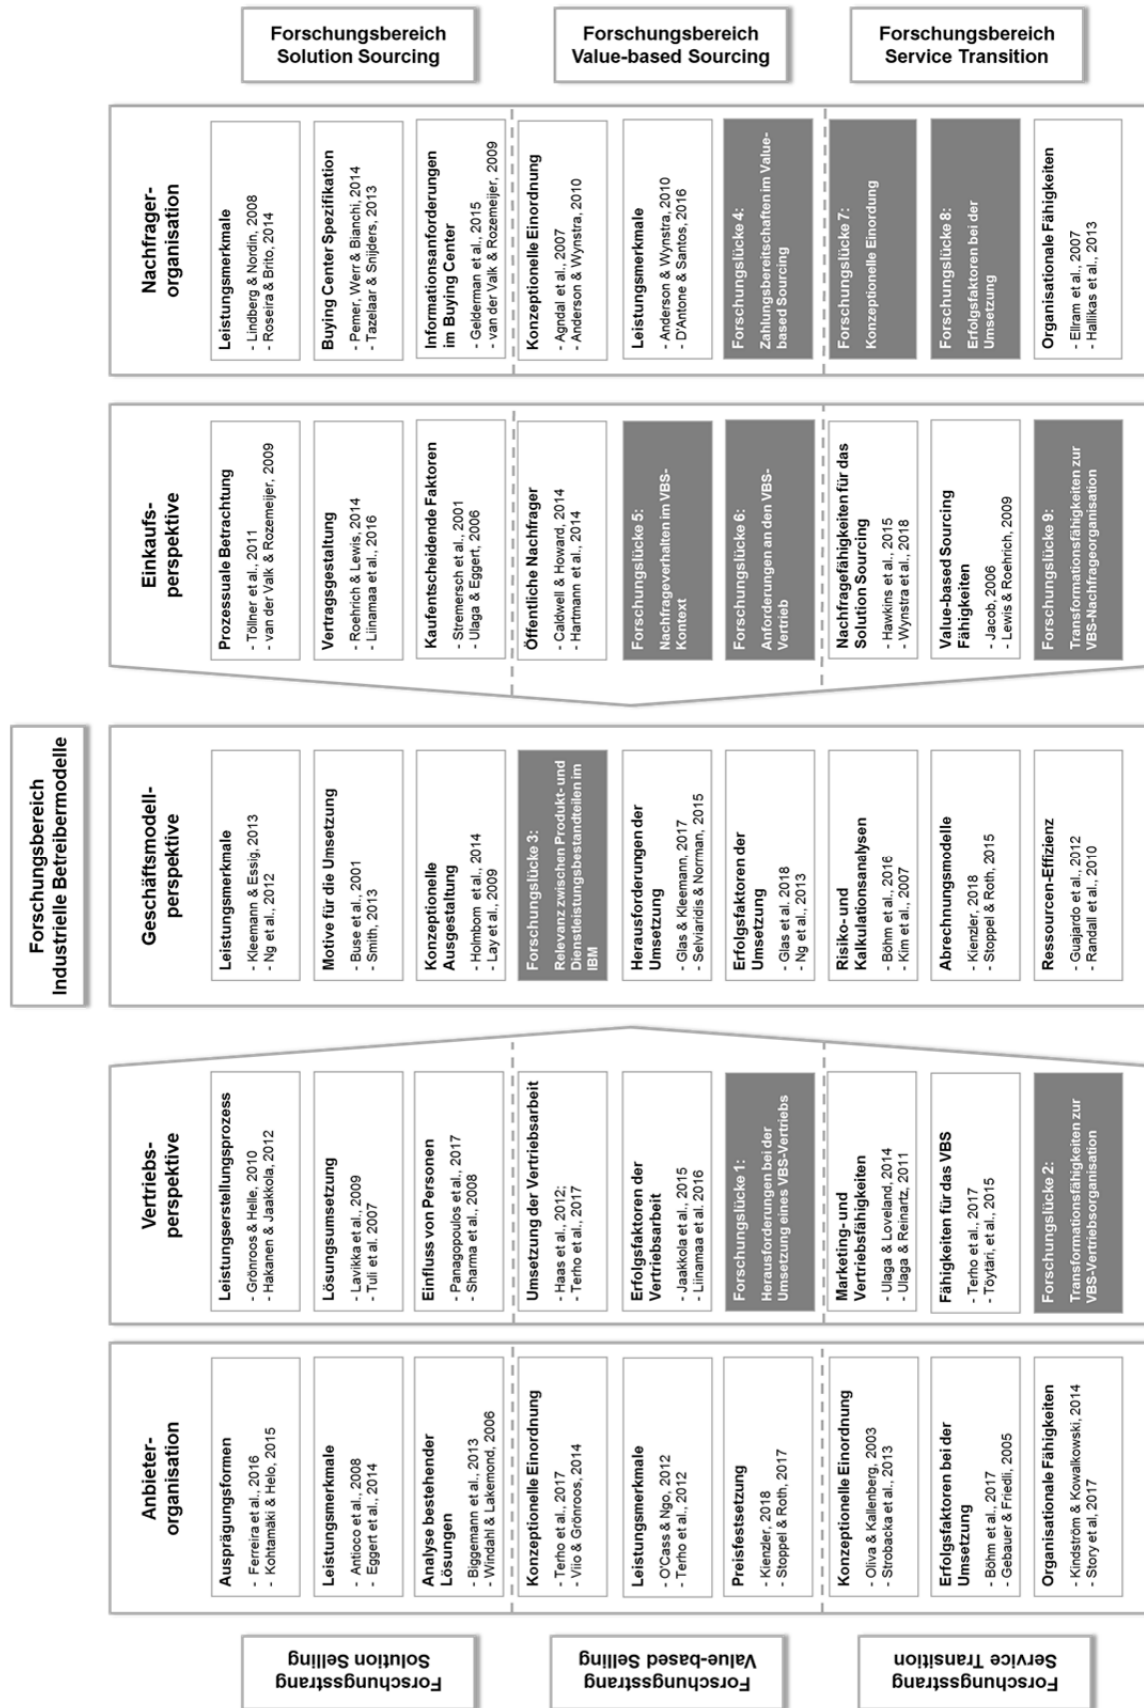 Forschungsbereich
Industrielle Betreibermodelle
Anbieter-
organisation
Vertriebs-
perspektive
Geschäftsmodell-
perspektive
Einkaufs-
perspektive
Nachfrager-
organisation
Forschungsstrang
Solution Selling
Ausprägungsformen
- Ferreira et al., 2016
- Kohtamäki & Helo, 2015
Leistungsmerkmale
- Antioco et al., 2008
- Eggert et al., 2014
Analyse bestehender
Lösungen
- Biggemann et al., 2013
- Windahl & Lakemond, 2006
Leistungserstellungsprozess
- Grönroos & Helle, 2010
- Hakanen & Jaakkola, 2012
Lösungsumsetzung
- Lavikka et al., 2009
- Tuli et al. 2007
Einfluss von Personen
- Panagopoulos et al., 2017
- Sharma et al., 2008
Leistungsmerkmale
- Kleemann & Essig, 2013
- Ng et al., 2012
Motive für die Umsetzung
- Buse et al., 2001
- Smith, 2013
Konzeptionelle
Ausgestaltung
- Holmbom et al., 2014
- Lay et al., 2009
Prozessuale Betrachtung
- Töllner et al., 2011
- van der Valk & Rozemeijer, 2009
Vertragsgestaltung
- Roehrich & Lewis, 2014
- Liinamaa et al., 2016
Kaufentscheidende Faktoren
- Stremersch et al., 2001
- Ulaga & Eggert, 2006
Leistungsmerkmale
- Lindberg & Nordin, 2008
- Roseira & Brito, 2014
Buying Center Spezifikation
- Pemer, Werr & Bianchi, 2014
- Tazelaar & Snijders, 2013
Informationsanforderungen
im Buying Center
- Gelderman et al., 2015
- van der Valk & Rozemeijer, 2009
Forschungsbereich
Solution Sourcing
Forschungsstrang
Value-based Selling
Konzeptionelle Einordnung
- Terho et al., 2017
- Viio & Grönroos, 2014
Leistungsmerkmale
- O'Cass & Ngo, 2012
- Terho et al., 2012
Preisfestsetzung
- Kienzler, 2018
- Stoppel & Roth, 2017
Umsetzung der Vertriebsarbeit
- Haas et al., 2012;
- Terho et al., 2017
Erfolgsfaktoren der
Vertriebsarbeit
- Jaakkola et al., 2015
- Liinamaa et al. 2016
Forschungslücke 1:
Herausforderungen bei der
Umsetzung eines VBS-Vertriebs
Forschungslücke 3:
Relevanz zwischen Produkt- und
Dienstleistungsbestandteilen im
IBM
Herausforderungen der
Umsetzung
- Glas & Kleemann, 2017
- Selviaridis & Norrman, 2015
Erfolgsfaktoren der
Umsetzung
- Glas et al. 2018
- Ng et al., 2013
Öffentliche Nachfrager
- Caldwell & Howard, 2014
- Hartmann et al., 2014
Forschungslücke 5:
Nachfrageverhalten im VBS-
Kontext
Forschungslücke 6:
Anforderungen an den VBS-
Vertrieb
Konzeptionelle Einordnung
- Agndal et al., 2007
- Anderson & Wynstra, 2010
Leistungsmerkmale
- Anderson & Wynstra, 2010
- D'Antone & Santos, 2016
Forschungslücke 4:
Zahlungsbereitschaften im Value-
based Sourcing
Forschungsbereich
Value-based Sourcing
Forschungsstrang
Service Transition
Konzeptionelle Einordnung
- Oliva & Kallenberg, 2003
- Strobacka et al., 2013
Erfolgsfaktoren bei der
Umsetzung
- Böhm et al., 2017
- Gebauer & Friedli, 2005
Organisationale Fähigkeiten
- Kindström & Kowalkowski, 2014
- Story et al, 2017
Marketing- und
Vertriebsfähigkeiten
- Ulaga & Loveland, 2014
- Ulaga & Reinartz, 2011
Fähigkeiten für das VBS
- Terho et al., 2017
- Töytäri, et al., 2015
Forschungslücke 2:
Transformationsfähigkeiten zur
VBS-Vertriebsorganisation
Risiko- und
Kalkulationsanalysen
- Böhm et al., 2016
- Kim et al., 2007
Abrechnungsmodelle
- Kienzler, 2018
- Stoppel & Roth, 2015
Ressourcen-Effizienz
- Guajardo et al., 2012
- Randall et al., 2010
Nachfragefähigkeiten für das
Solution Sourcing
- Hawkins et al., 2015
- Wynstra et al., 2018
Value-based Sourcing
Fähigkeiten
- Jacob, 2006
- Lewis & Roehrich, 2009
Forschungslücke 9:
Transformationsfähigkeiten zur
VBS-Nachfrageorganisation
Forschungslücke 7:
Konzeptionelle Einordung
Forschungslücke 8:
Erfolgsfaktoren bei der
Umsetzung
Organisationale Fähigkeiten
- Ellram et al., 2007
- Hallikas et al., 2013
Forschungsbereich
Service Transition